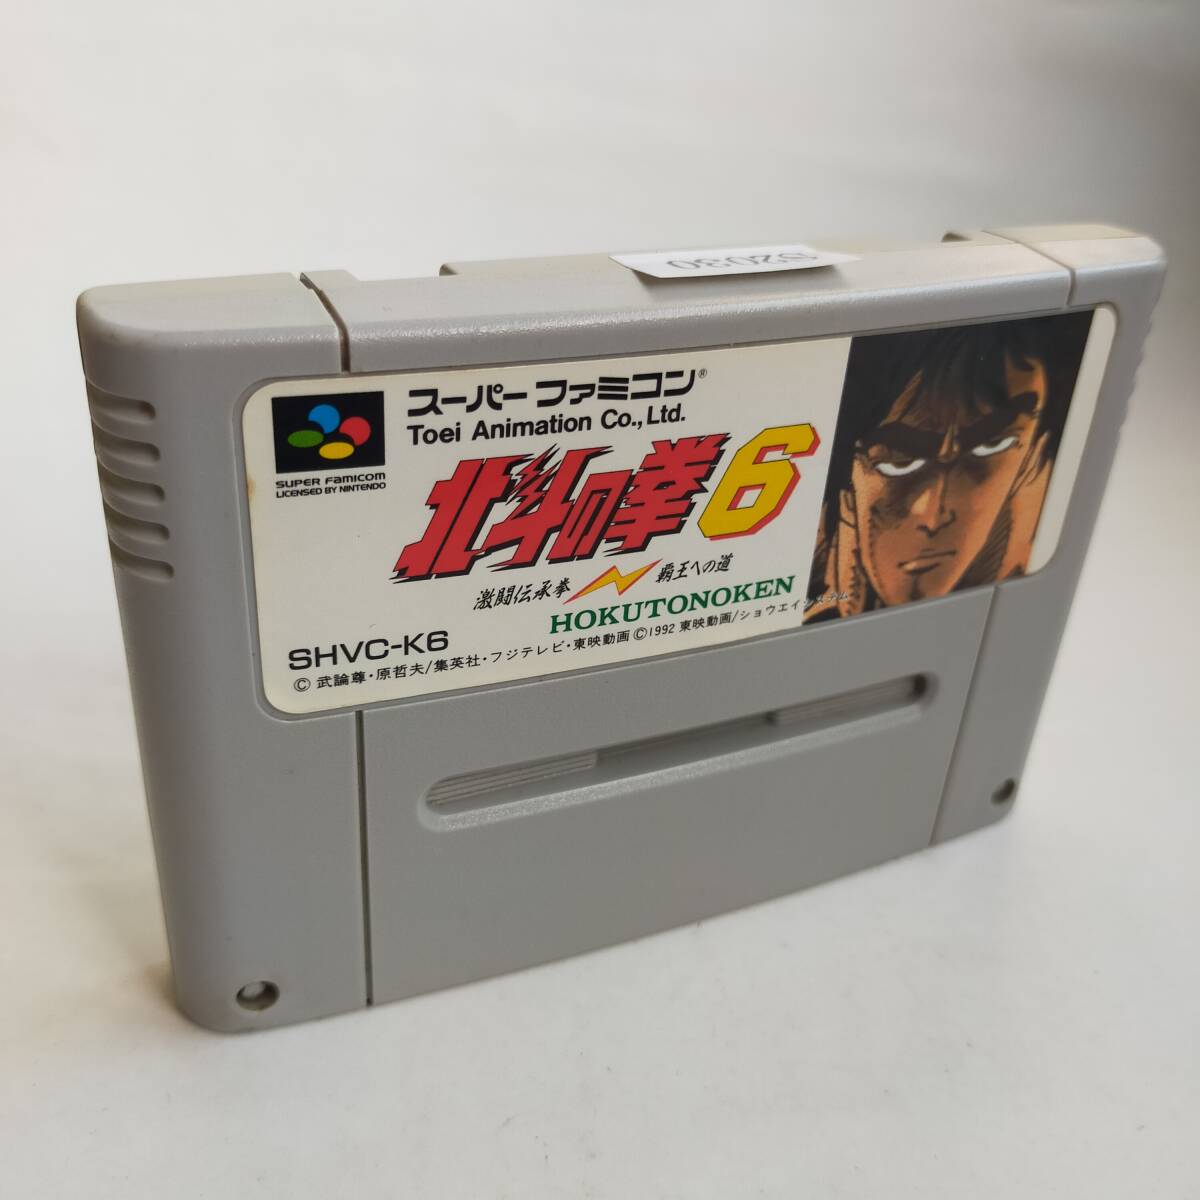 S2030
スーパーファミコン®
Toei Animation Co., Ltd.
SUPER FAMICOM
LICENSED BY NINTENDO
北斗の拳6
激闘伝承拳 覇王への道
HOKUTONOKEN
SHVC-K6
© 武論尊・原哲夫/集英社・フジテレビ・東映動画 © 1992 東映動画/ショウエイシステム